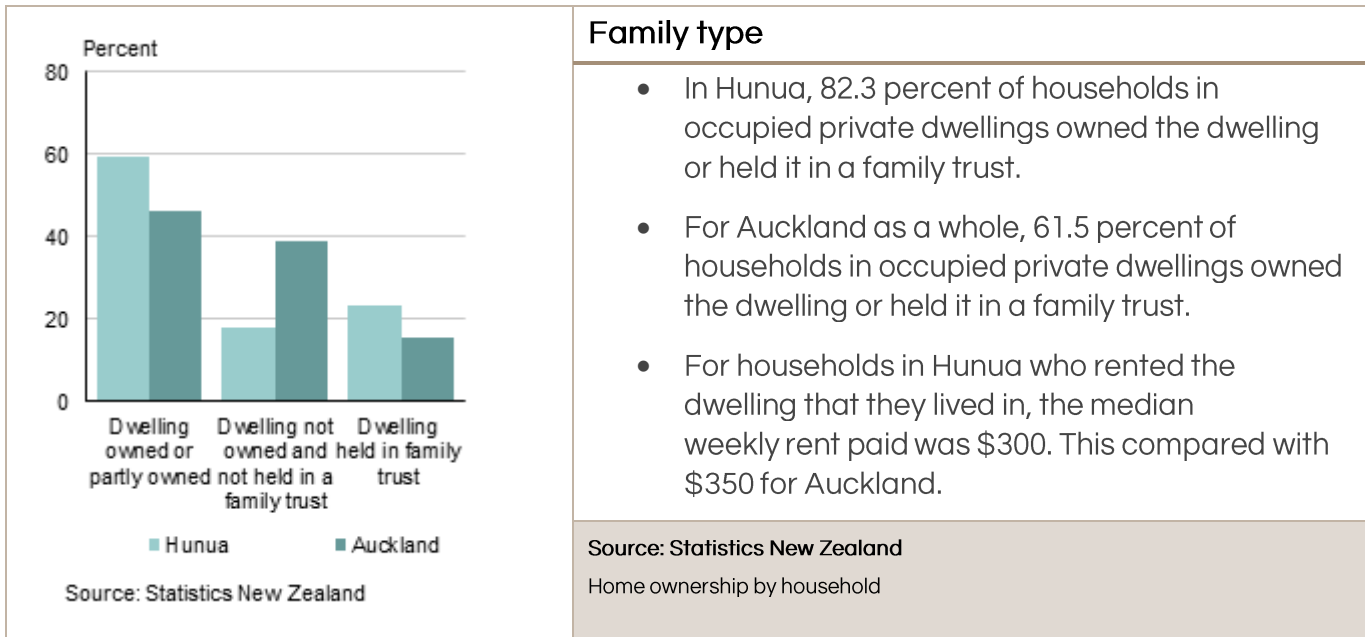 Percent
80
60
40
20
0
Dwelling owned or partly owned
Dwelling not owned and not held in a family trust
Dwelling held in family trust
Hunua
Auckland
Source: Statistics New Zealand
Family type
• In Hunua, 82.3 percent of households in
occupied private dwellings owned the dwelling
or held it in a family trust.
• For Auckland as a whole, 61.5 percent of
households in occupied private dwellings owned
the dwelling or held it in a family trust.
• For households in Hunua who rented the
dwelling that they lived in, the median
weekly rent paid was $300. This compared with
$350 for Auckland.
Source: Statistics New Zealand
Home ownership by household